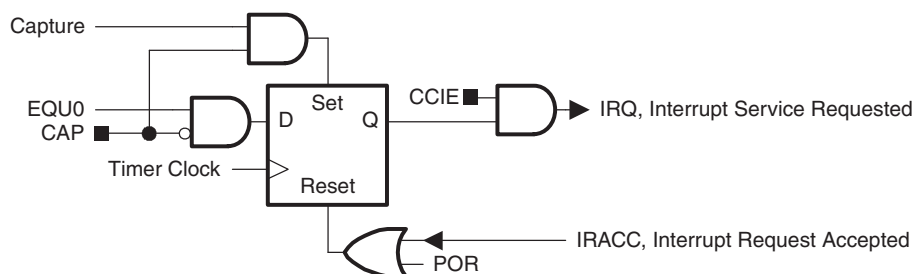 Capture
EQU0
CAP
Timer Clock
Set
D
Q
Reset
CCIE
IRQ, Interrupt Service Requested
IRACC, Interrupt Request Accepted
POR